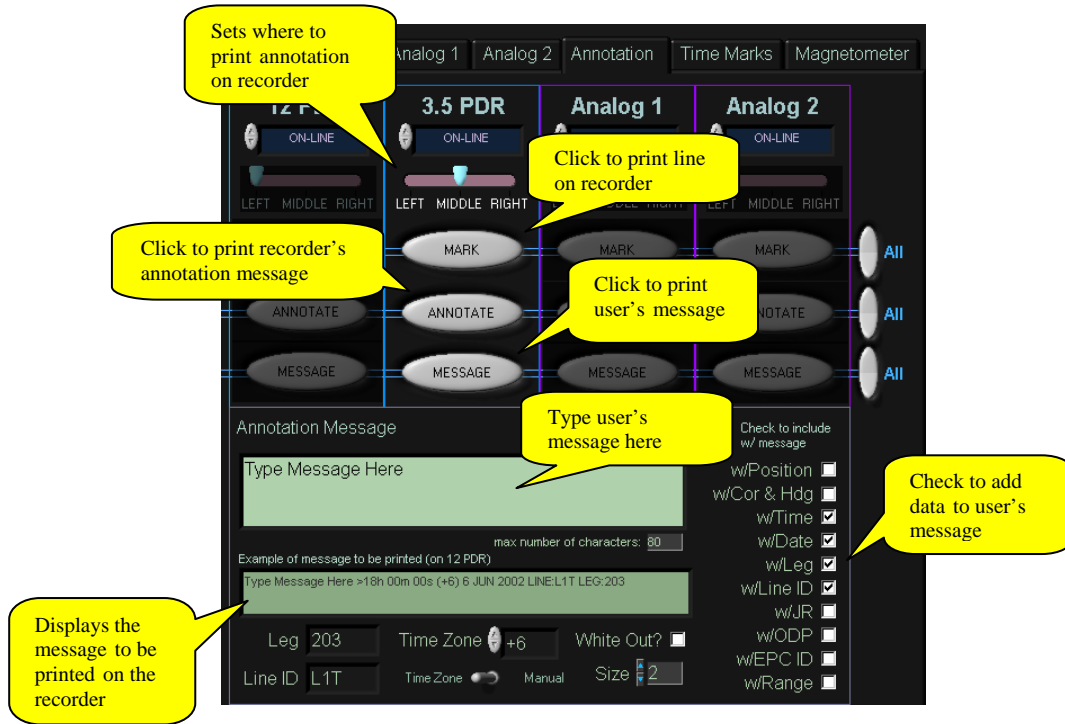 Sets where to
print annotation
on recorder
Analog 1 Analog 2 Annotation Time Marks Magnetometer
3.5 PDR Analog 1 Analog 2
ON-LINE ON-LINE ON-LINE
Click to print line
on recorder
LEFT MIDDLE RIGHT LEFT MIDDLE RIGHT LEFT MIDDLE RIGHT
Click to print recorder's
annotation message
MARK MARK MARK All
Click to print
user's message
ANNOTATE ANNOTATE All
MESSAGE MESSAGE MESSAGE MESSAGE All
Annotation Message
Type user's
message here
Check to include
w/ message
Type Message Here
w/Position
w/Cor & Hdg
w/Time
w/Date
w/Leg
w/Line ID
w/JR
w/ODP
w/EPC ID
w/Range
Check to add
data to user's
message
max number of characters: 80
Example of message to be printed (on 12 PDR)
Type Message Here >18h 00m 00s (+6) 6 JUN 2002 LINE:L1T LEG:203
Displays the
message to be
printed on the
recorder
Leg 203 Time Zone +6 White Out?
Line ID L1T Time Zone Manual Size 2